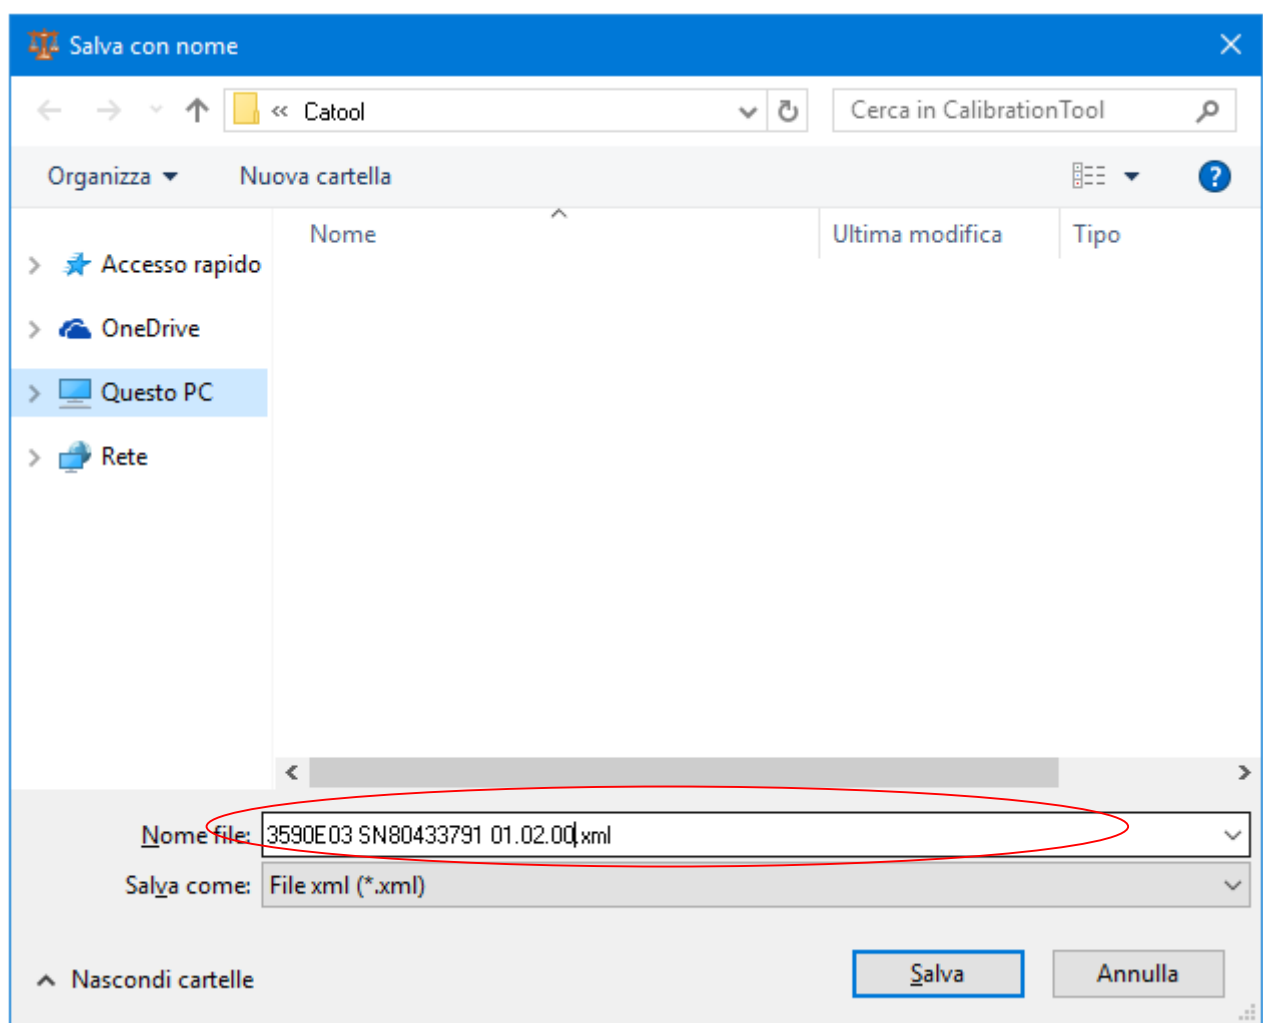 Salva con nome
« Catool
Cerca in CalibrationTool
Organizza
Nuova cartella
?
Nome
Ultima modifica
Tipo
Accesso rapido
OneDrive
Questo PC
Rete
Nome file: 3590E03 SN80433791 01.02.00.xml
Salva come: File xml (*.xml)
Nascondi cartelle
Salva
Annulla